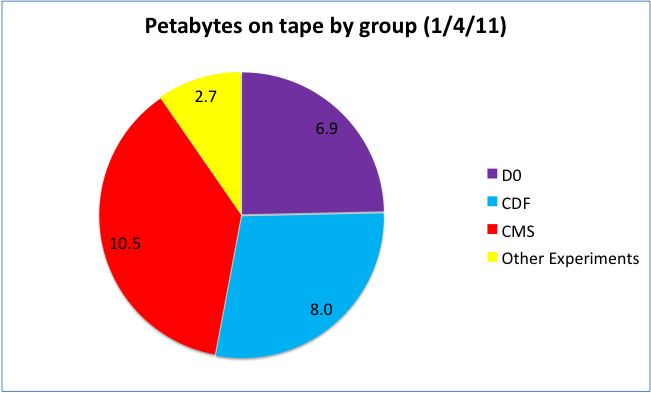 Petabytes on tape by group (1/4/11)
2.7
6.9
10.5
8.0
D0
CDF
CMS
Other Experiments